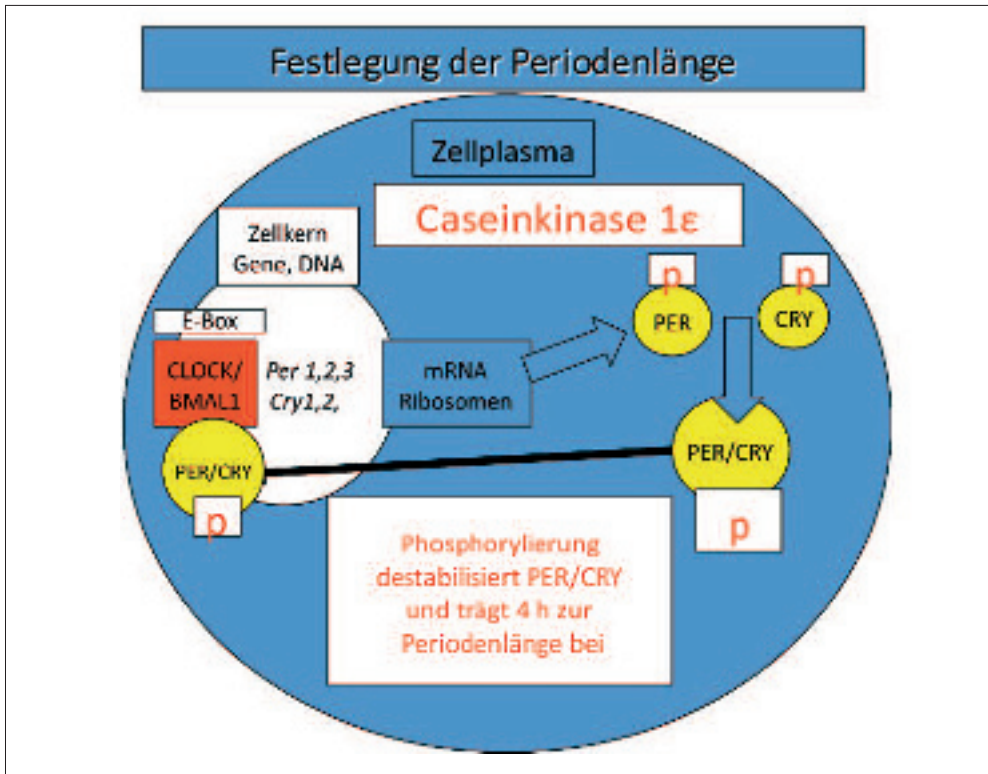 Festlegung der Periodenlänge
Zellplasma
Caseinkinase 1ε
Zellkern
Gene, DNA
E-Box
CLOCK/
BMAL1
Per 1,2,3
Cry1,2,
mRNA
Ribosomen
p
PER
p
CRY
PER/CRY
p
PER/CRY
p
Phosphorylierung
destabilisiert PER/CRY
und trägt 4 h zur
Periodenlänge bei